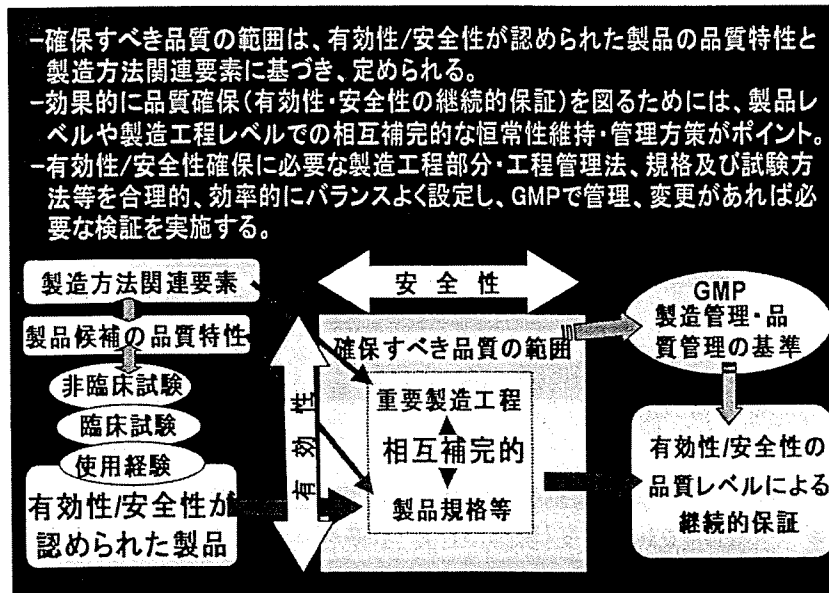 −確保すべき品質の範囲は、有効性/安全性が認められた製品の品質特性と
製造方法関連要素に基づき、定められる。
−効果的に品質確保(有効性・安全性の継続的保証)を図るためには、製品レ
ベルや製造工程レベルでの相互補完的な恒常性維持・管理方策がポイント。
−有効性/安全性確保に必要な製造工程部分・工程管理法、規格及び試験方
法等を合理的、効率的にバランスよく設定し、GMPで管理、変更があれば必
要な検証を実施する。
製造方法関連要素
製品候補の品質特性
非臨床試験
臨床試験
使用経験
有効性/安全性が
認められた製品
安全性
有効性
確保すべき品質の範囲
重要製造工程
相互補完的
製品規格等
GMP
製造管理・品
質管理の基準
有効性/安全性の
品質レベルによる
継続的保証